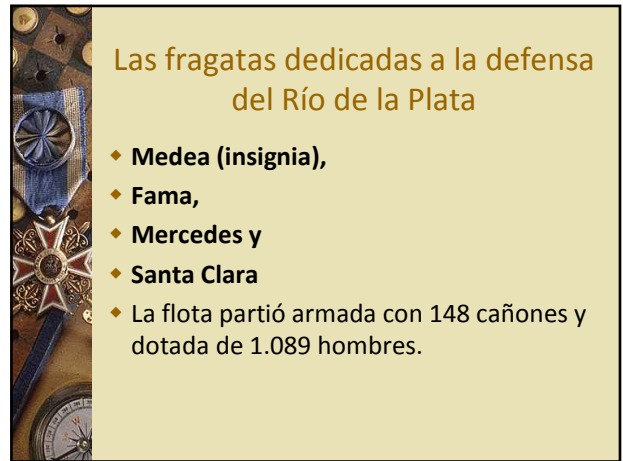 Las fragatas dedicadas a la defensa
del Río de la Plata
Medea (insignia),
Fama,
Mercedes y
Santa Clara
La flota partió armada con 148 cañones y
dotada de 1.089 hombres.